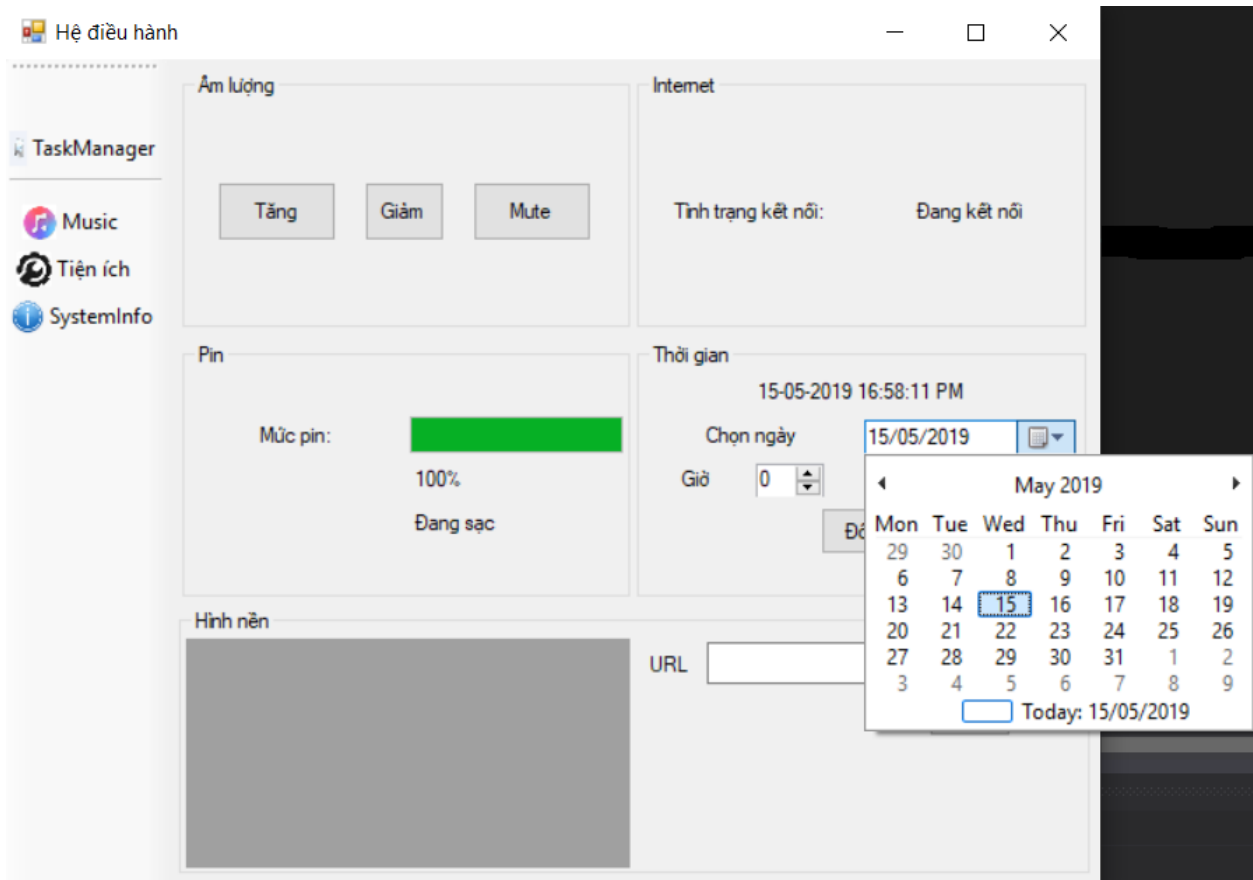 Hệ điều hành
TaskManager
Music
Tiện ích
SystemInfo
Âm lượng
Tăng Giảm Mute
Internet
Tình trạng kết nối: Đang kết nối
Pin
Mức pin:
100%
Đang sạc
Thời gian
15-05-2019 16:58:11 PM
Chọn ngày 15/05/2019
Giờ 0
May 2019
Mon Tue Wed Thu Fri Sat Sun
29 30 1 2 3 4 5
6 7 8 9 10 11 12
13 14 15 16 17 18 19
20 21 22 23 24 25 26
27 28 29 30 31 1 2
3 4 5 6 7 8 9
Today: 15/05/2019
Hình nền
URL